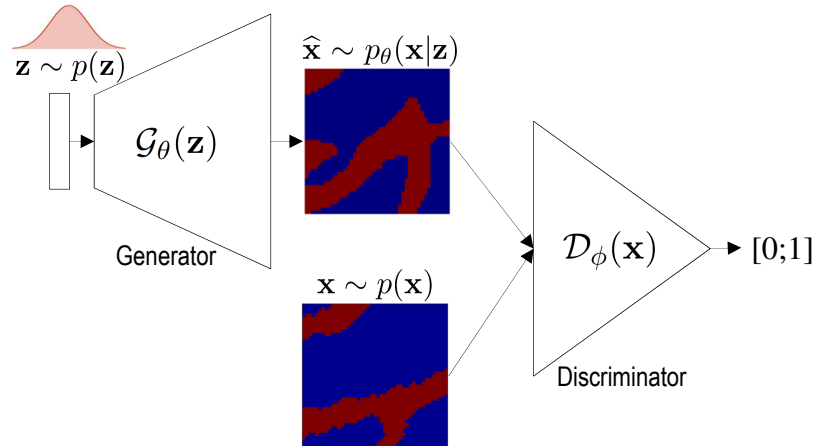 z ∼ p(z)
x̂ ∼ p_θ(x|z)
𝒢_θ(z)
Generator
x ∼ p(x)
𝒟_ϕ(x)
[0;1]
Discriminator